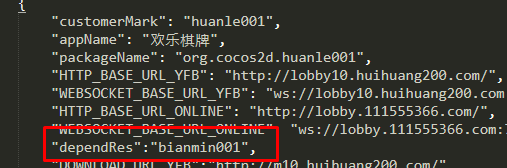 {
"customerMark": "huanle001",
"appName": "欢乐棋牌",
"packageName": "org.cocos2d.huanle001",
"HTTP_BASE_URL_YFB": "http://lobby10.huihuang200.com/",
"WEBSOCKET_BASE_URL_YFB": "ws://lobby10.huihuang200.com
"HTTP_BASE_URL_ONLINE": "http://lobby.111555366.com/",
"WEBSOCKET_BASE_URL_ONLINE" "ws://lobby.111555366.com:
"dependRes":"bianmin001",
"DOWNLOAD_URL_YFB":"http://m10.huihuang200.com/